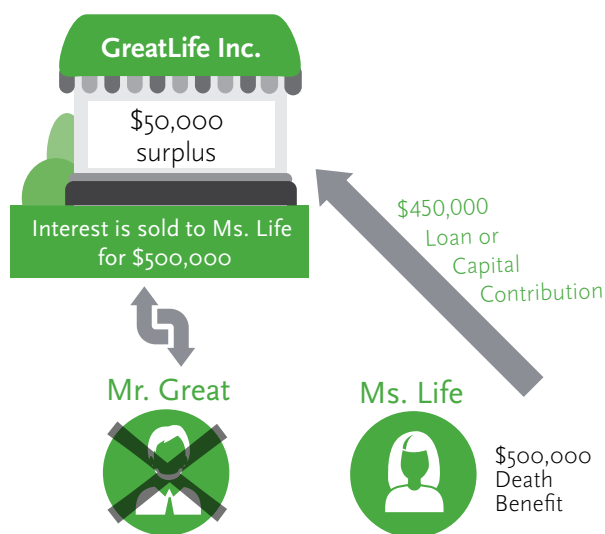 GreatLife Inc.
$50,000
surplus
Interest is sold to Ms. Life
for $500,000
$450,000
Loan or
Capital
Contribution
Mr. Great
Ms. Life
$500,000
Death
Benefit